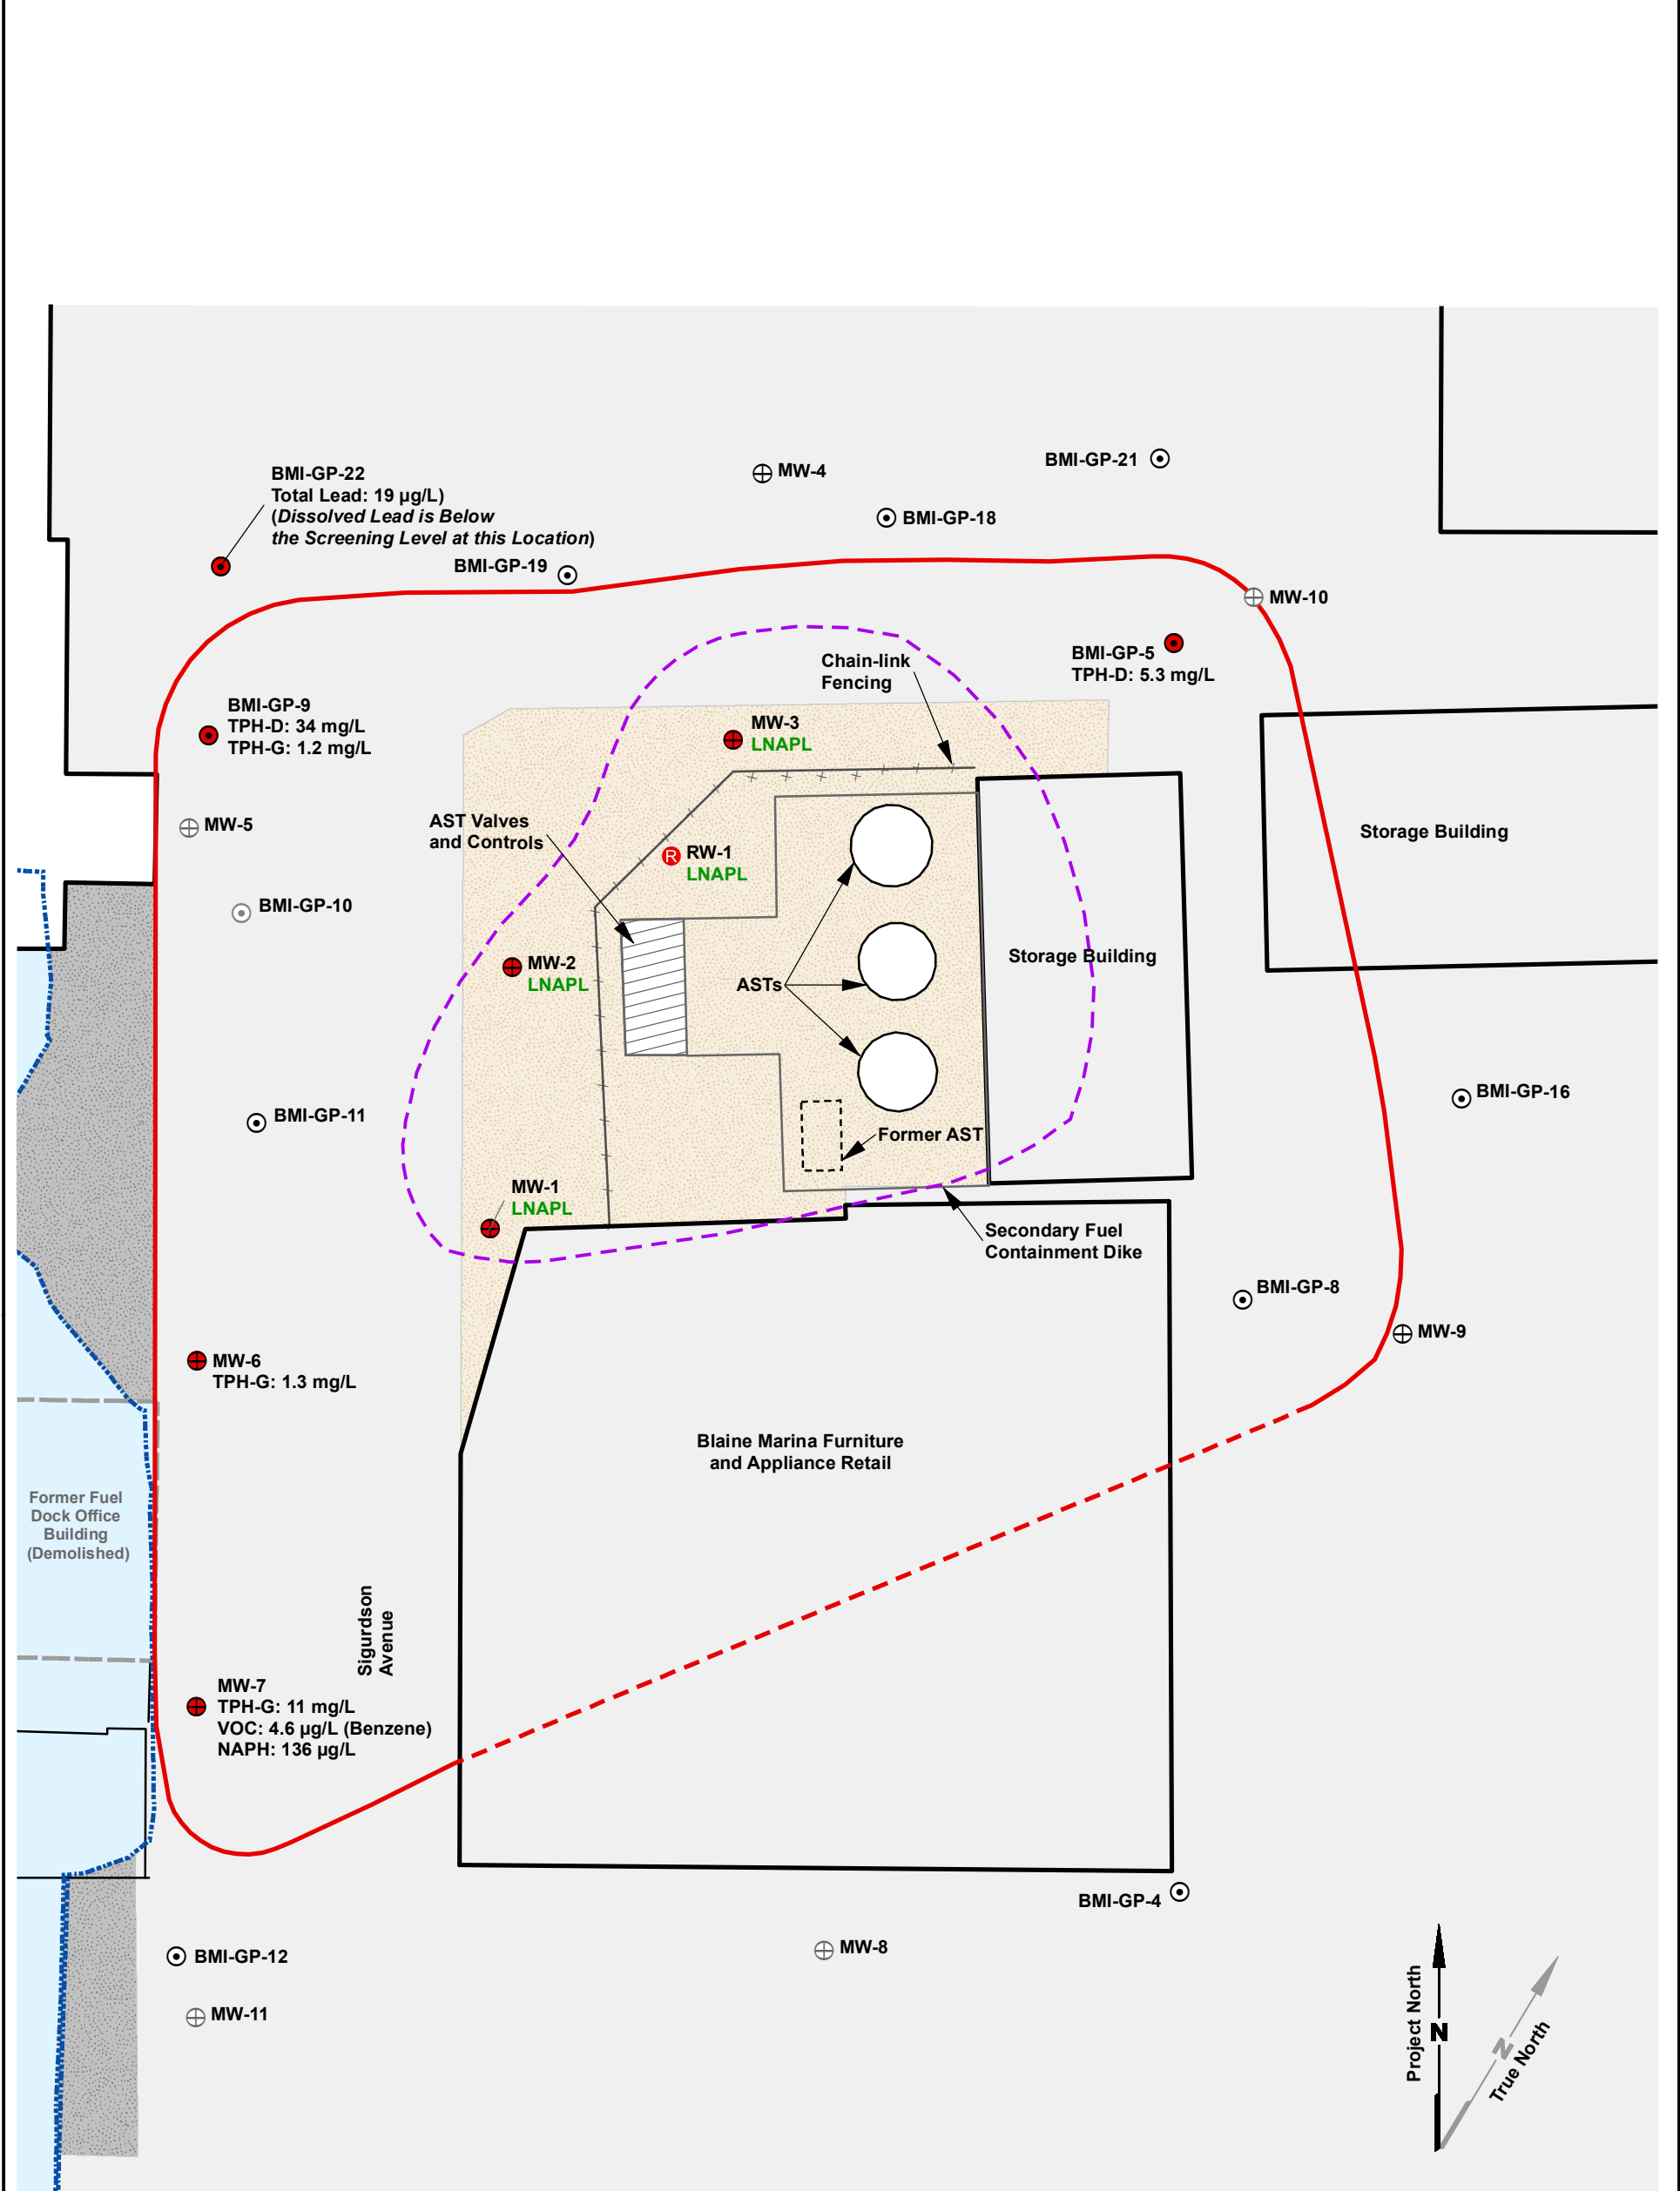 BMI-GP-22
Total Lead: 19 µg/L)
(Dissolved Lead is Below
the Screening Level at this Location)
MW-4
BMI-GP-21
BMI-GP-18
BMI-GP-19
MW-10
BMI-GP-5
TPH-D: 5.3 mg/L
Chain-link
Fencing
BMI-GP-9
TPH-D: 34 mg/L
TPH-G: 1.2 mg/L
MW-3
LNAPL
AST Valves
and Controls
MW-5
R
RW-1
LNAPL
Storage Building
BMI-GP-10
MW-2
LNAPL
ASTs
Storage Building
BMI-GP-11
BMI-GP-16
Former AST
MW-1
LNAPL
Secondary Fuel
Containment Dike
BMI-GP-8
MW-9
MW-6
TPH-G: 1.3 mg/L
Blaine Marina Furniture
and Appliance Retail
Former Fuel
Dock Office
Building
(Demolished)
Sigurdson
Avenue
MW-7
TPH-G: 11 mg/L
VOC: 4.6 µg/L (Benzene)
NAPH: 136 µg/L
BMI-GP-4
BMI-GP-12
MW-8
MW-11
Project North
N
N
True North